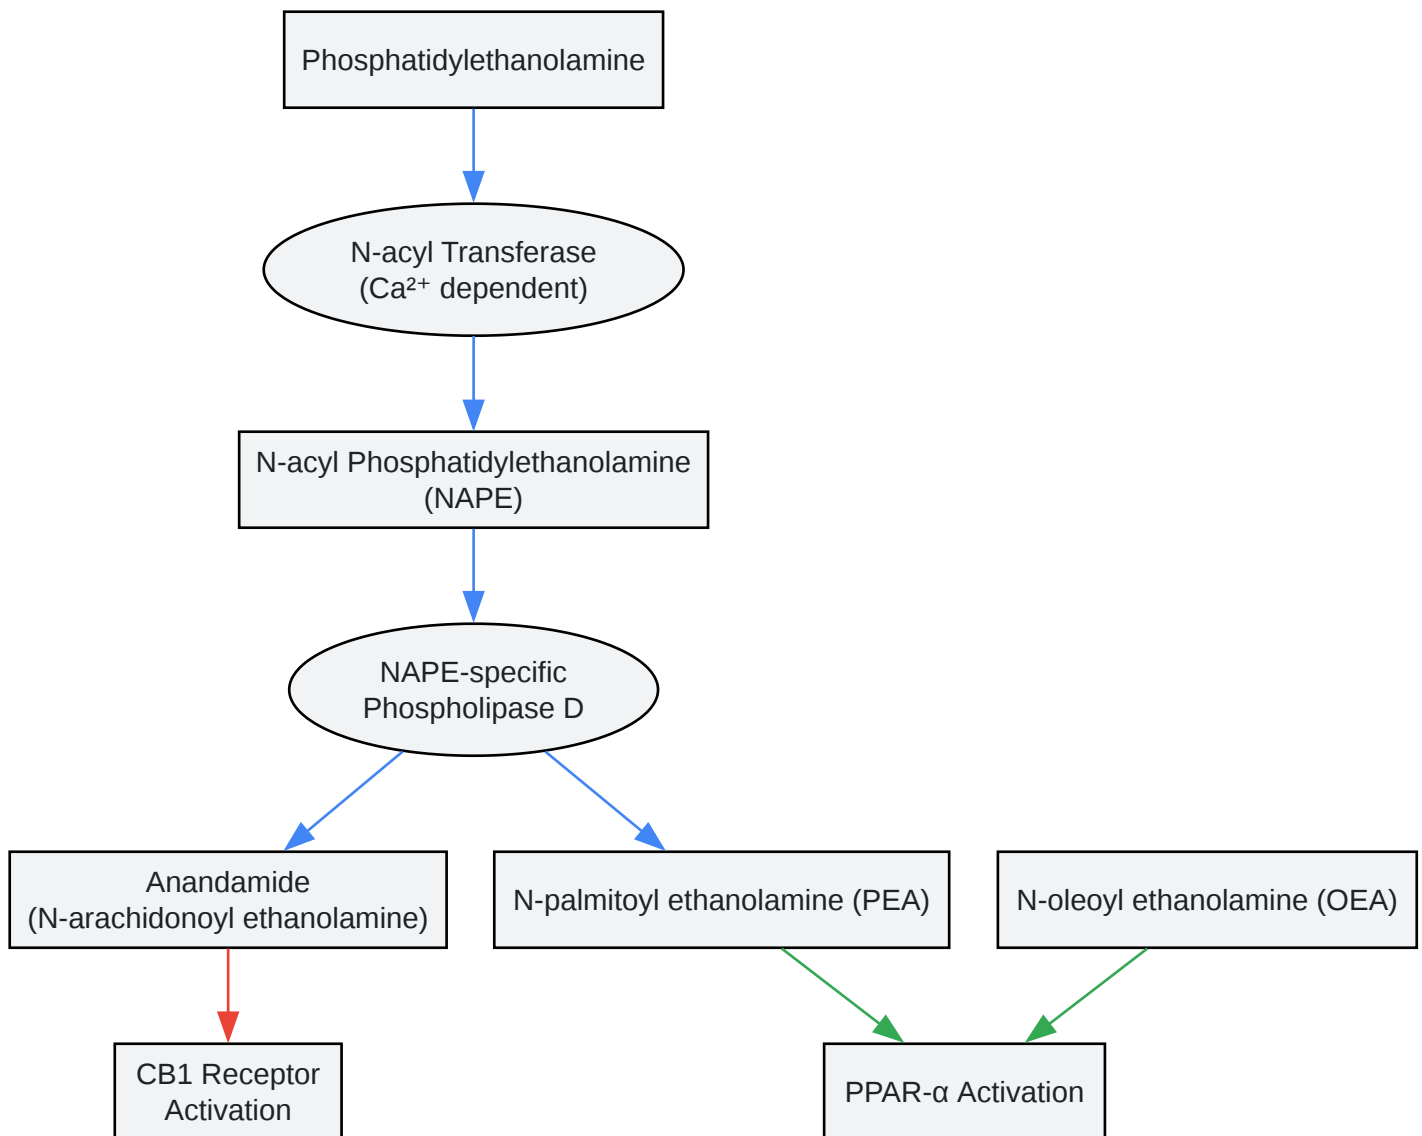 Phosphatidylethanolamine
N-acyl Transferase
(Ca²⁺ dependent)
N-acyl Phosphatidylethanolamine
(NAPE)
NAPE-specific
Phospholipase D
Anandamide
(N-arachidonoyl ethanolamine)
N-palmitoyl ethanolamine (PEA)
N-oleoyl ethanolamine (OEA)
CB1 Receptor
Activation
PPAR-α Activation